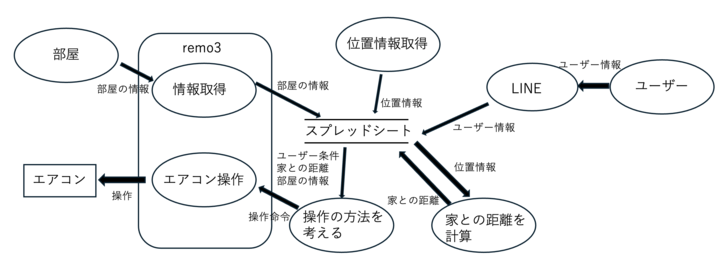 remo3
部屋
部屋の情報
情報取得
部屋の情報
位置情報取得
位置情報
スプレッドシート
LINE
ユーザー情報
ユーザー
ユーザー情報
エアコン
操作
エアコン操作
操作命令
ユーザー条件
家との距離
部屋の情報
操作の方法を
考える
家との距離
位置情報
家との距離を
計算